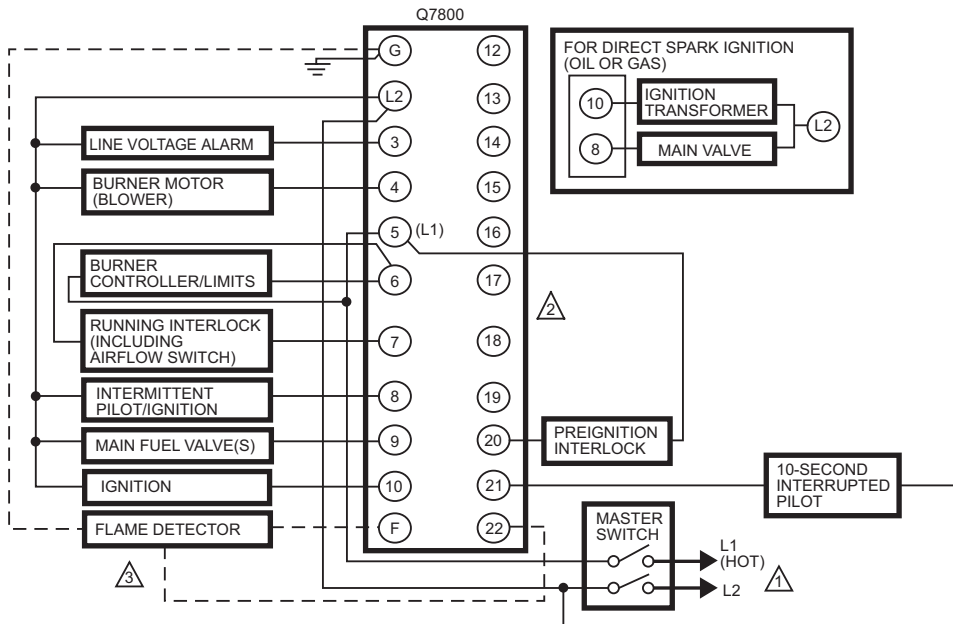 Q7800
G
12
L2
13
LINE VOLTAGE ALARM
3
14
BURNER MOTOR
(BLOWER)
4
15
5
(L1)
16
BURNER
CONTROLLER/LIMITS
6
17
2
RUNNING INTERLOCK
(INCLUDING
AIRFLOW SWITCH)
7
18
INTERMITTENT
PILOT/IGNITION
8
19
MAIN FUEL VALVE(S)
9
20
PREIGNITION
INTERLOCK
IGNITION
10
21
10-SECOND
INTERRUPTED
PILOT
FLAME DETECTOR
F
22
3
MASTER
SWITCH
L1
(HOT)
L2
1
FOR DIRECT SPARK IGNITION
(OIL OR GAS)
10
IGNITION
TRANSFORMER
L2
8
MAIN VALVE